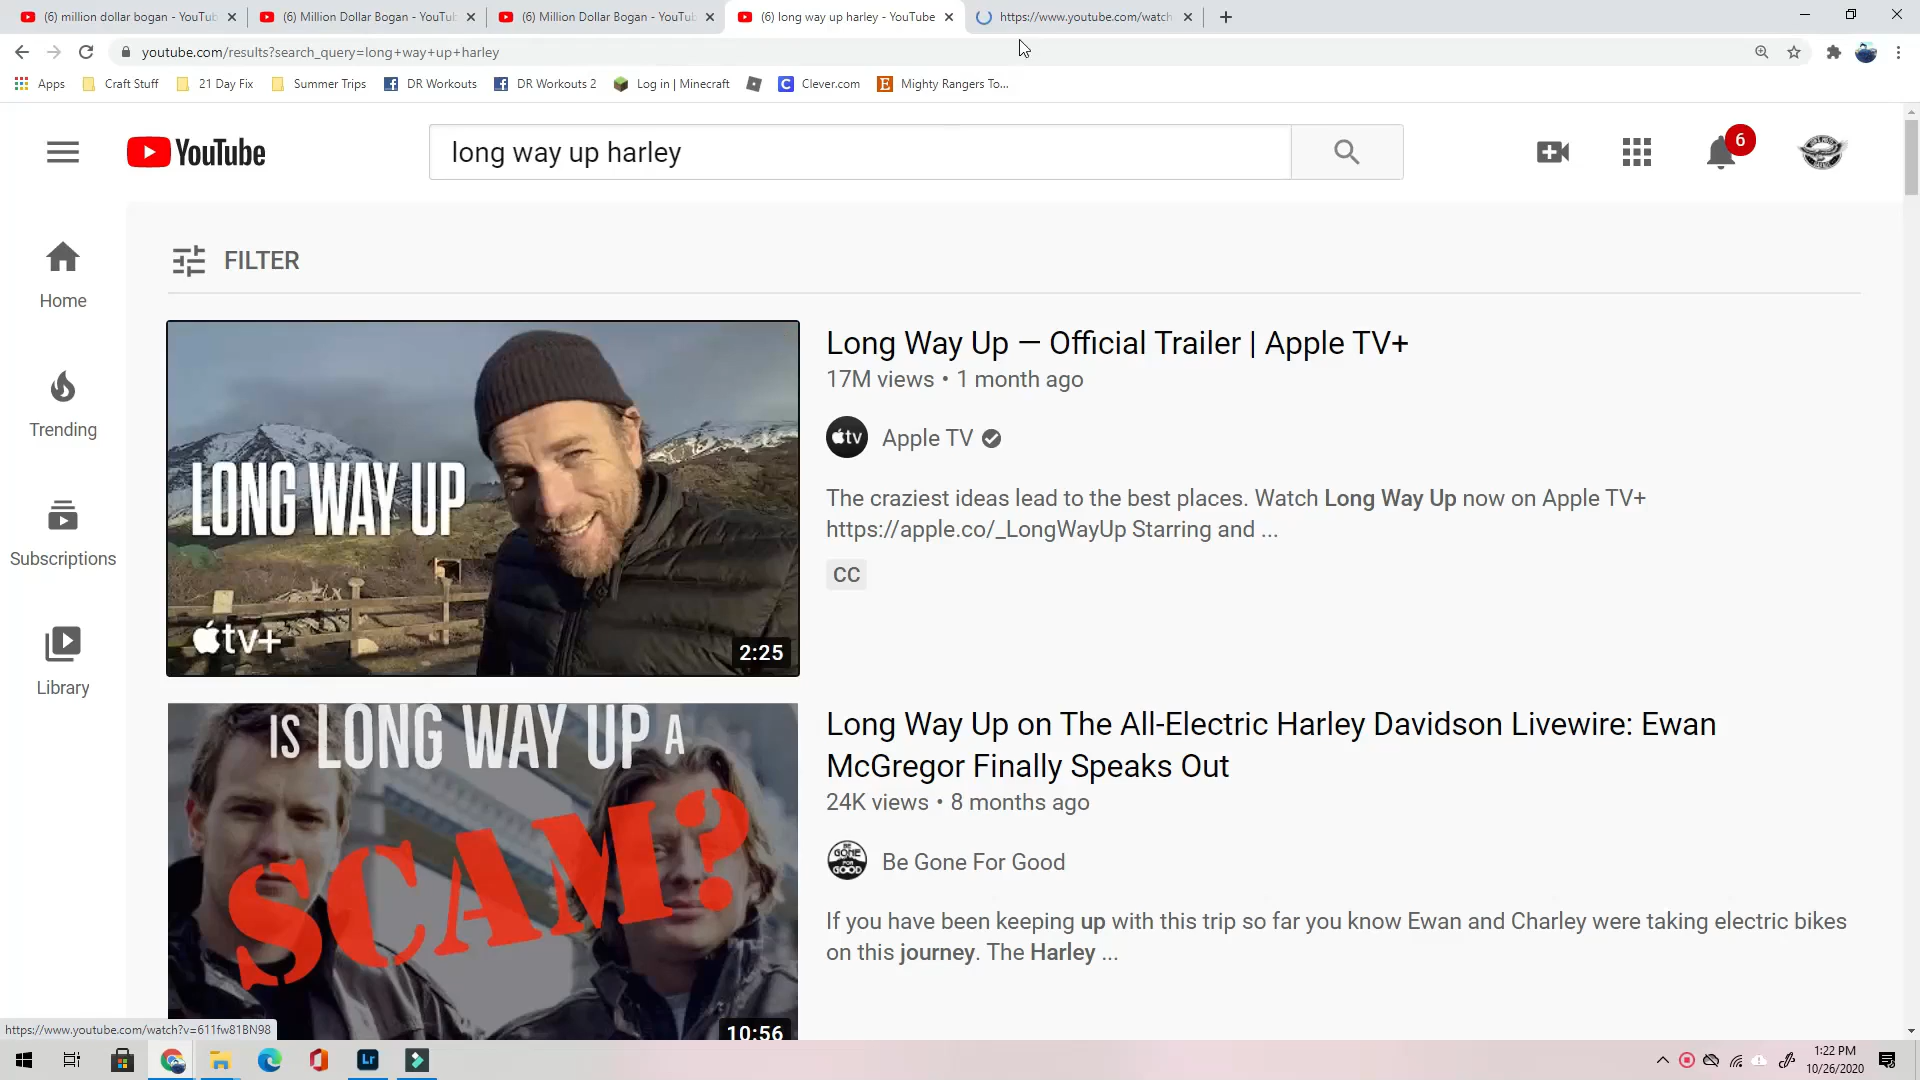 (6) million dollar bogan - YouTu
(6) Million Dollar Bogan - YouTu
(6) Million Dollar Bogan - YouTu
(6) long way up harley - YouTube
https://www.youtube.com/watch
youtube.com/results?search_query=long+way+up+harley
Apps
Craft Stuff
21 Day Fix
Summer Trips
DR Workouts
DR Workouts 2
Log in | Minecraft
Clever.com
Mighty Rangers To...
YouTube
long way up harley
6
FILTER
Home
Trending
Subscriptions
Library
LONG WAY UP
tv+
2:25
Long Way Up — Official Trailer | Apple TV+
17M views • 1 month ago
tv
Apple TV
The craziest ideas lead to the best places. Watch Long Way Up now on Apple TV+
https://apple.co/_LongWayUp Starring and ...
CC
IS LONG WAY UP A
SCAM?
10:56
Long Way Up on The All-Electric Harley Davidson Livewire: Ewan
McGregor Finally Speaks Out
24K views • 8 months ago
BE GONE FOR GOOD
Be Gone For Good
If you have been keeping up with this trip so far you know Ewan and Charley were taking electric bikes
on this journey. The Harley ...
https://www.youtube.com/watch?v=611fw81BN98
Lr
1:22 PM
10/26/2020